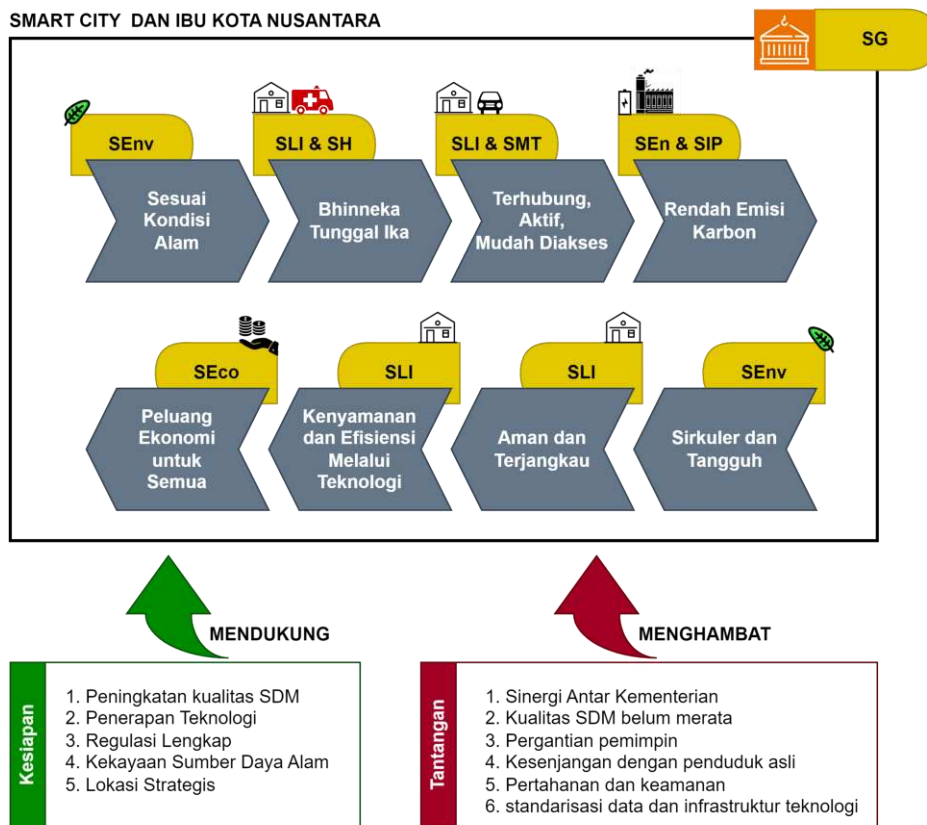 SMART CITY DAN IBU KOTA NUSANTARA
SG
SEnv
SLI & SH
SLI & SMT
SEn & SIP
Sesuai
Kondisi
Alam
Bhinneka
Tunggal Ika
Terhubung,
Aktif,
Mudah Diakses
Rendah Emisi
Karbon
SEco
SLI
SLI
SEnv
Peluang
Ekonomi
untuk
Semua
Kenyamanan
dan Efisiensi
Melalui
Teknologi
Aman dan
Terjangkau
Sirkuler dan
Tangguh
MENDUKUNG
MENGHAMBAT
Kesiapan
1. Peningkatan kualitas SDM
2. Penerapan Teknologi
3. Regulasi Lengkap
4. Kekayaan Sumber Daya Alam
5. Lokasi Strategis
Tantangan
1. Sinergi Antar Kementerian
2. Kualitas SDM belum merata
3. Pergantian pemimpin
4. Kesenjangan dengan penduduk asli
5. Pertahanan dan keamanan
6. standarisasi data dan infrastruktur teknologi